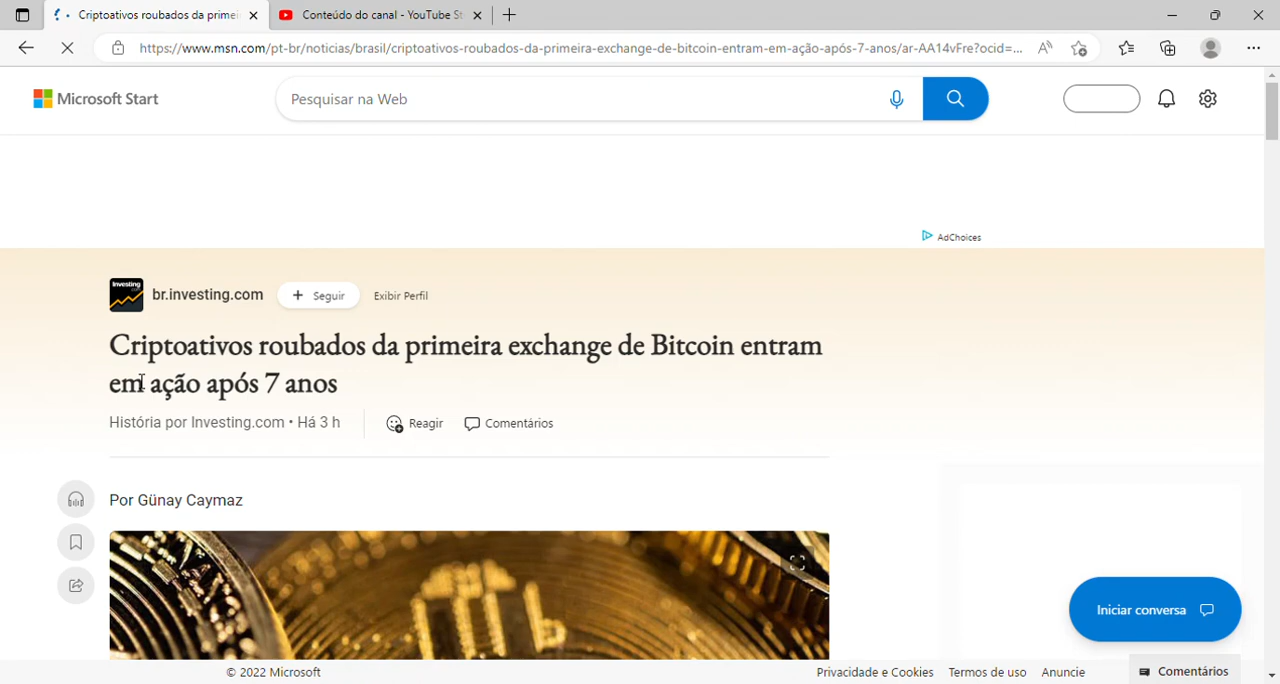 Criptoativos roubados da prime
Conteúdo do canal - YouTube St
https://www.msn.com/pt-br/noticias/brasil/criptoativos-roubados-da-primeira-exchange-de-bitcoin-entram-em-ação-após-7-anos/ar-AA14vFre?ocid=...
Microsoft Start
Pesquisar na Web
AdChoices
Investing
br.investing.com
+ Seguir
Exibir Perfil
Criptoativos roubados da primeira exchange de Bitcoin entram
em ação após 7 anos
História por Investing.com • Há 3 h
Reagir
Comentários
Por Günay Caymaz
Iniciar conversa
© 2022 Microsoft
Privacidade e Cookies
Termos de uso
Anuncie
Comentários